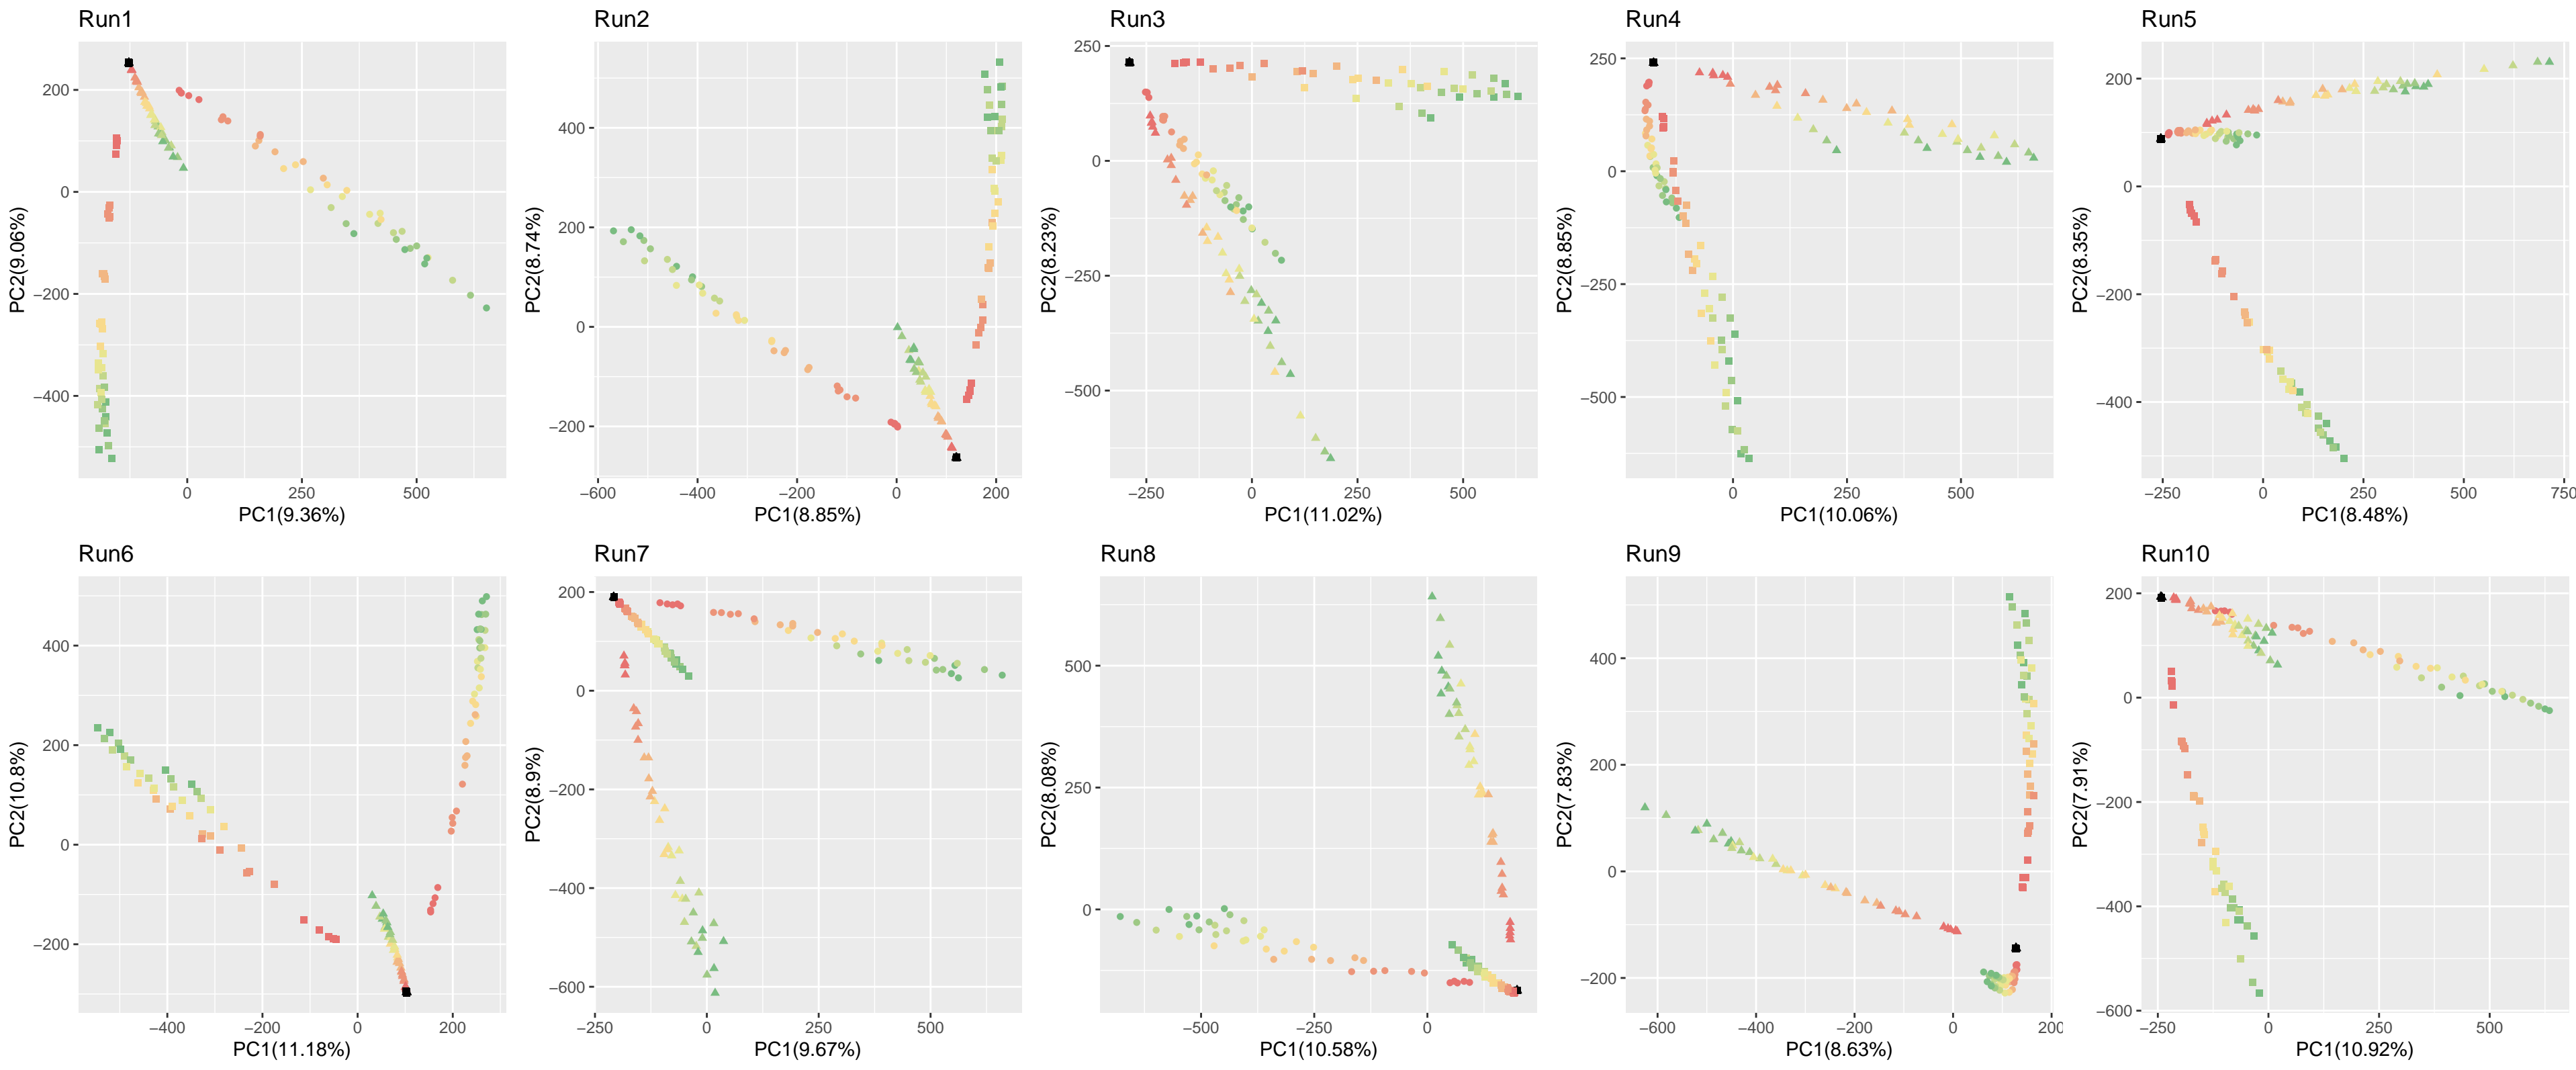 Run1
PC2(9.06%)
200
0
−200
−400
0
250
500
PC1(9.36%)
Run2
PC2(8.74%)
400
200
0
−200
−600
−400
−200
0
200
PC1(8.85%)
Run3
PC2(8.23%)
250
0
−250
−500
−250
0
250
500
PC1(11.02%)
Run4
PC2(8.85%)
250
0
−250
−500
0
250
500
PC1(10.06%)
Run5
PC2(8.35%)
200
0
−200
−400
−250
0
250
500
750
PC1(8.48%)
Run6
PC2(10.8%)
400
200
0
−200
−400
−200
0
200
PC1(11.18%)
Run7
PC2(8.9%)
200
0
−200
−400
−600
−250
0
250
500
PC1(9.67%)
Run8
PC2(8.08%)
500
250
0
−500
−250
0
PC1(10.58%)
Run9
PC2(7.83%)
400
200
0
−200
−600
−400
−200
0
200
PC1(8.63%)
Run10
PC2(7.91%)
200
0
−200
−400
−600
−250
0
250
500
PC1(10.92%)